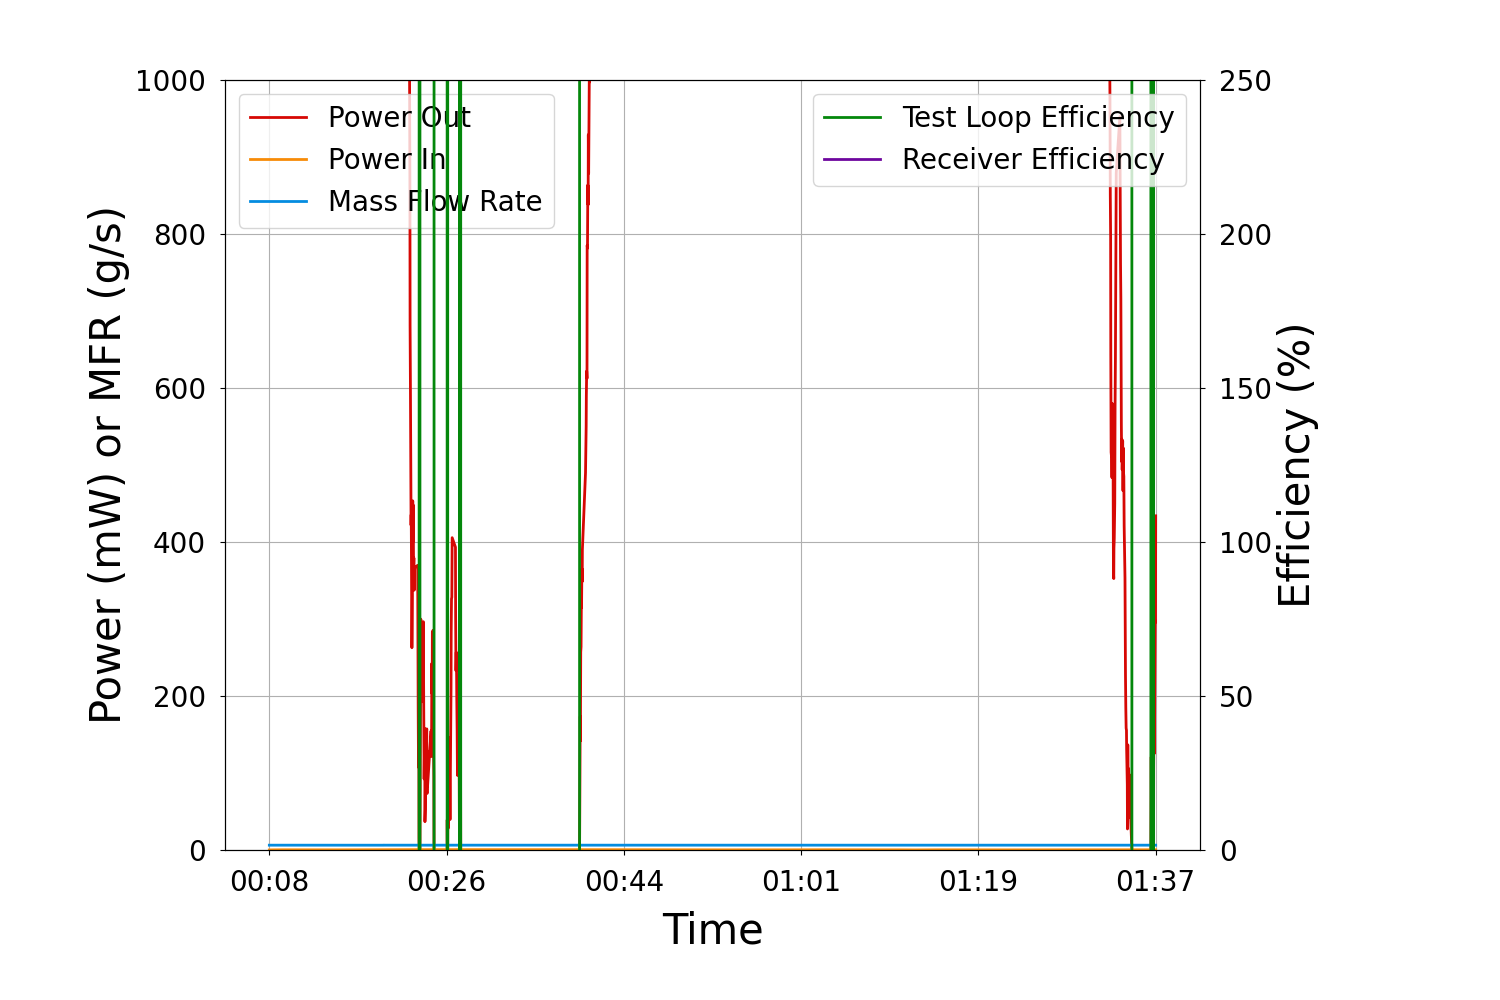 1000
800
600
400
200
0
Power (mW) or MFR (g/s)
Power Out
Power In
Mass Flow Rate
Test Loop Efficiency
Receiver Efficiency
250
200
150
100
50
0
Efficiency (%)
00:08 00:26 00:44 01:01 01:19 01:37
Time